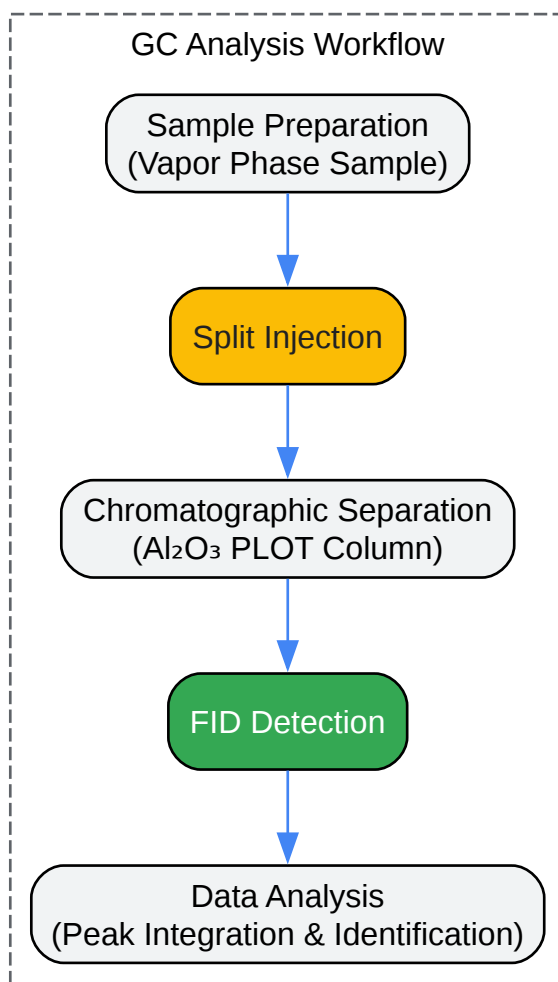 GC Analysis Workflow
Sample Preparation
(Vapor Phase Sample)
Split Injection
Chromatographic Separation
(Al₂O₃ PLOT Column)
FID Detection
Data Analysis
(Peak Integration & Identification)